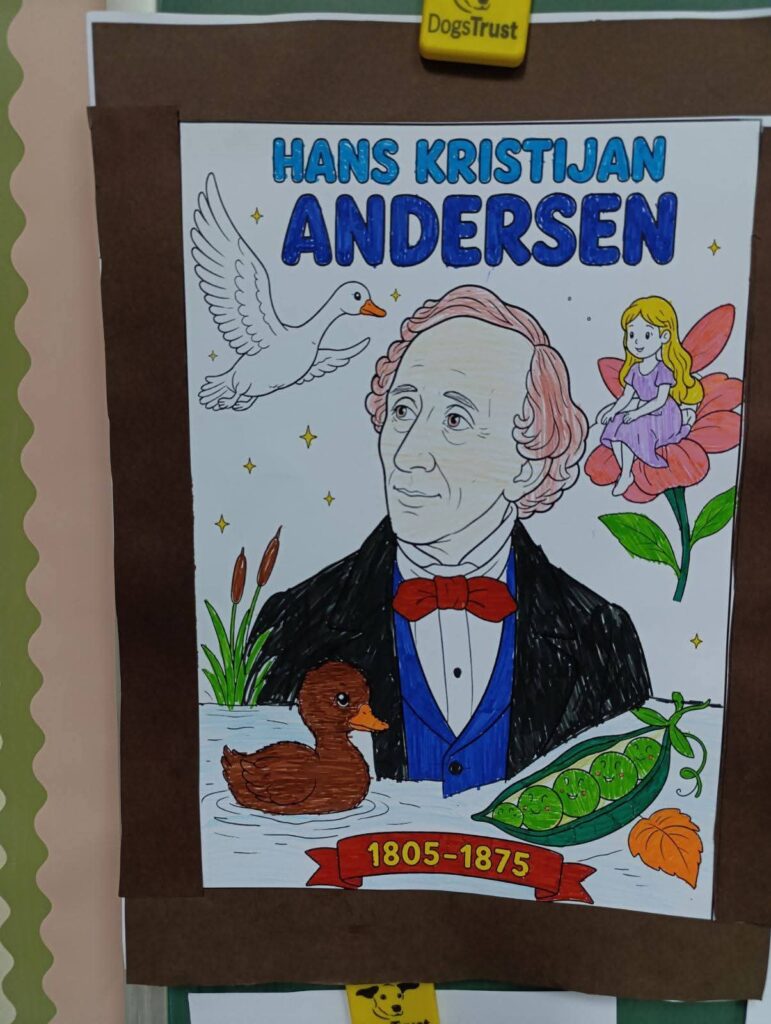 DogsTrust
HANS KRISTIJAN
ANDERSEN
1805-1875